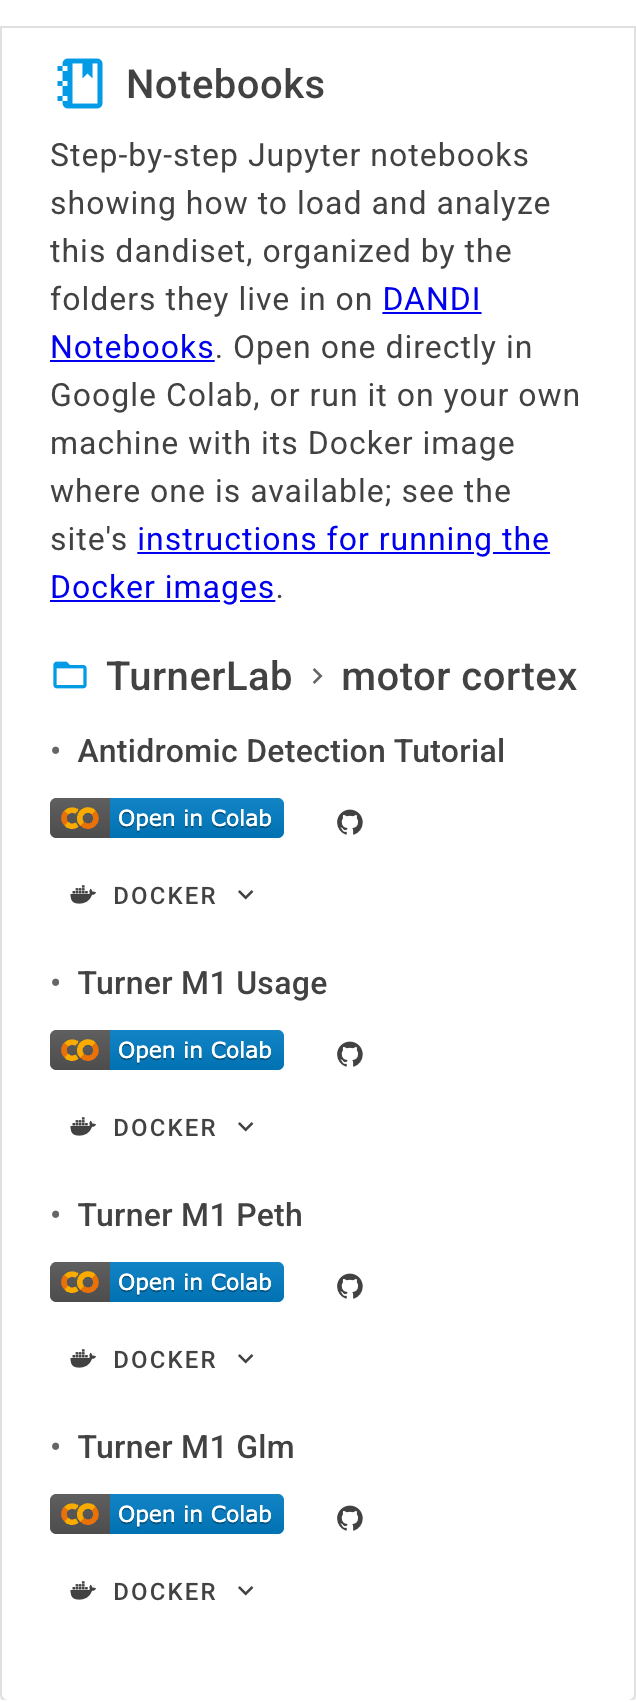 Notebooks
Step-by-step Jupyter notebooks
showing how to load and analyze
this dandiset, organized by the
folders they live in on DANDI
Notebooks. Open one directly in
Google Colab, or run it on your own
machine with its Docker image
where one is available; see the
site's instructions for running the
Docker images.
TurnerLab › motor cortex
• Antidromic Detection Tutorial
Open in Colab
DOCKER
• Turner M1 Usage
Open in Colab
DOCKER
• Turner M1 Peth
Open in Colab
DOCKER
• Turner M1 Glm
Open in Colab
DOCKER